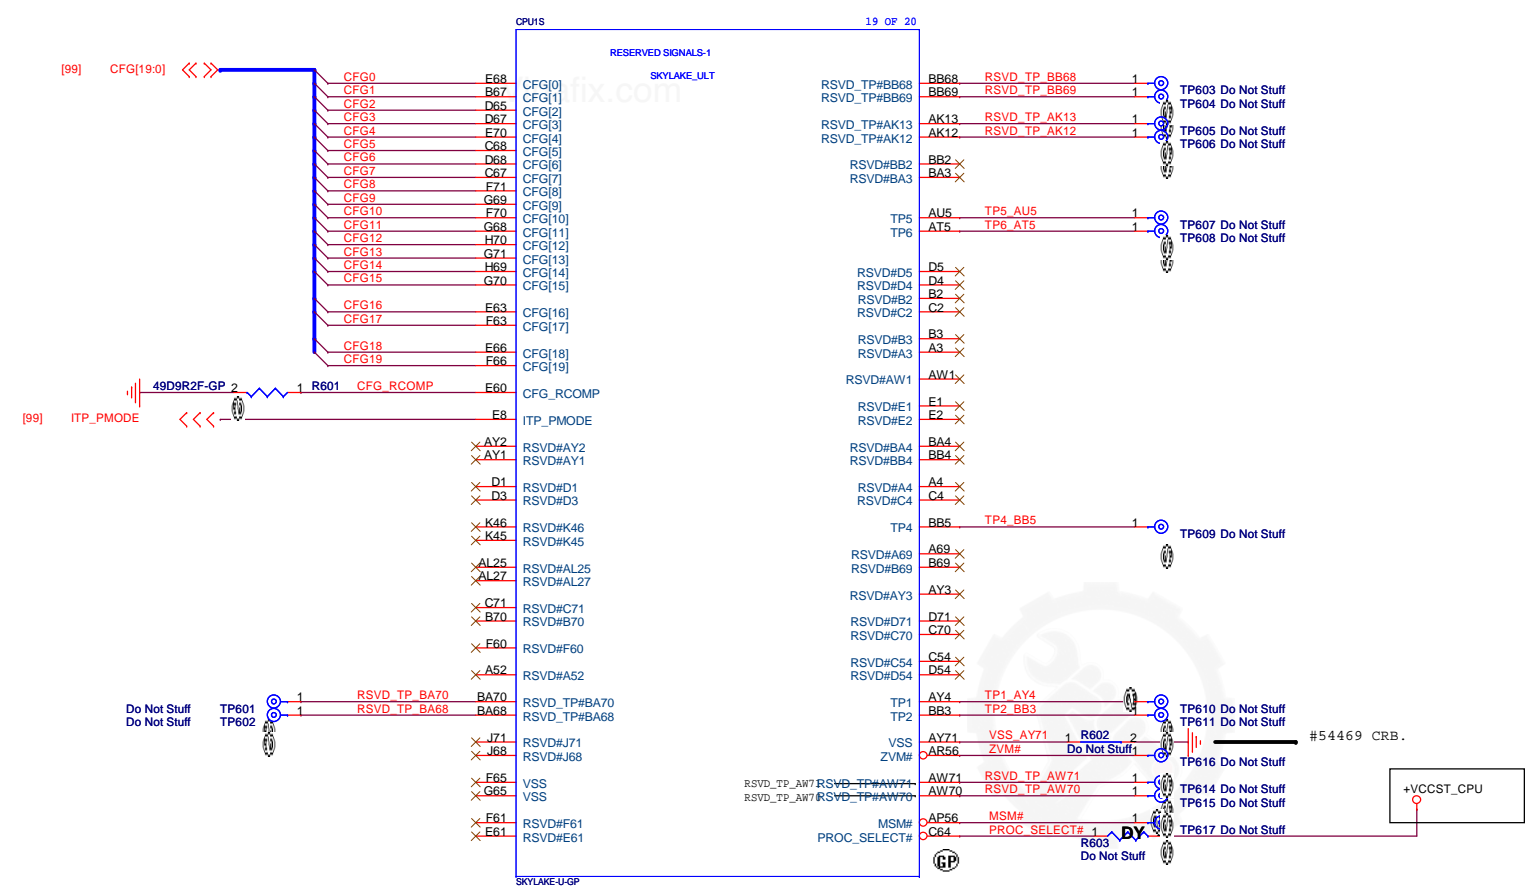 CPU1S 19 OF 20
RESERVED SIGNALS-1
SKYLAKE_ULT
fix.com
[99] CFG[19:0]
CFG0 E68 CFG[0]
CFG1 B67 CFG[1]
CFG2 D65 CFG[2]
CFG3 D67 CFG[3]
CFG4 E70 CFG[4]
CFG5 C68 CFG[5]
CFG6 D68 CFG[6]
CFG7 C67 CFG[7]
CFG8 F71 CFG[8]
CFG9 G69 CFG[9]
CFG10 F70 CFG[10]
CFG11 G68 CFG[11]
CFG12 H70 CFG[12]
CFG13 G71 CFG[13]
CFG14 H69 CFG[14]
CFG15 G70 CFG[15]
CFG16 E63 CFG[16]
CFG17 F63 CFG[17]
CFG18 E66 CFG[18]
CFG19 F66 CFG[19]
49D9R2F-GP 2 1 R601 CFG_RCOMP E60 CFG_RCOMP
[99] ITP_PMODE E8 ITP_PMODE
AY2 RSVD#AY2
AY1 RSVD#AY1
D1 RSVD#D1
D3 RSVD#D3
K46 RSVD#K46
K45 RSVD#K45
AL25 RSVD#AL25
AL27 RSVD#AL27
C71 RSVD#C71
B70 RSVD#B70
F60 RSVD#F60
A52 RSVD#A52
Do Not Stuff TP601 1 RSVD_TP_BA70 BA70 RSVD_TP#BA70
Do Not Stuff TP602 1 RSVD_TP_BA68 BA68 RSVD_TP#BA68
J71 RSVD#J71
J68 RSVD#J68
F65 VSS
G65 VSS
F61 RSVD#F61
E61 RSVD#E61
RSVD_TP#BB68 BB68 RSVD_TP_BB68 1 TP603 Do Not Stuff
RSVD_TP#BB69 BB69 RSVD_TP_BB69 1 TP604 Do Not Stuff
RSVD_TP#AK13 AK13 RSVD_TP_AK13 1 TP605 Do Not Stuff
RSVD_TP#AK12 AK12 RSVD_TP_AK12 1 TP606 Do Not Stuff
RSVD#BB2 BB2
RSVD#BA3 BA3
TP5 AU5 TP5_AU5 1 TP607 Do Not Stuff
TP6 AT5 TP6_AT5 1 TP608 Do Not Stuff
RSVD#D5 D5
RSVD#D4 D4
RSVD#B2 B2
RSVD#C2 C2
RSVD#B3 B3
RSVD#A3 A3
RSVD#AW1 AW1
RSVD#E1 E1
RSVD#E2 E2
RSVD#BA4 BA4
RSVD#BB4 BB4
RSVD#A4 A4
RSVD#C4 C4
TP4 BB5 TP4_BB5 1 TP609 Do Not Stuff
RSVD#A69 A69
RSVD#B69 B69
RSVD#AY3 AY3
RSVD#D71 D71
RSVD#C70 C70
RSVD#C54 C54
RSVD#D54 D54
TP1 AY4 TP1_AY4 TP610 Do Not Stuff
TP2 BB3 TP2_BB3 1 TP611 Do Not Stuff
VSS AY71 VSS_AY71 1 R602 2 Do Not Stuff #54469 CRB.
ZVM# AR56 ZVM# 1 TP616 Do Not Stuff
RSVD_TP_AW71 RSVD_TP#AW71 AW71 RSVD_TP_AW71 1 TP614 Do Not Stuff
RSVD_TP_AW70 RSVD_TP#AW70 AW70 RSVD_TP_AW70 1 TP615 Do Not Stuff
+VCCST_CPU
MSM# AP56 MSM# 1 TP617 Do Not Stuff
PROC_SELECT# C64 PROC_SELECT# 1 DY
R603
Do Not Stuff
GP
SKYLAKE-U-GP